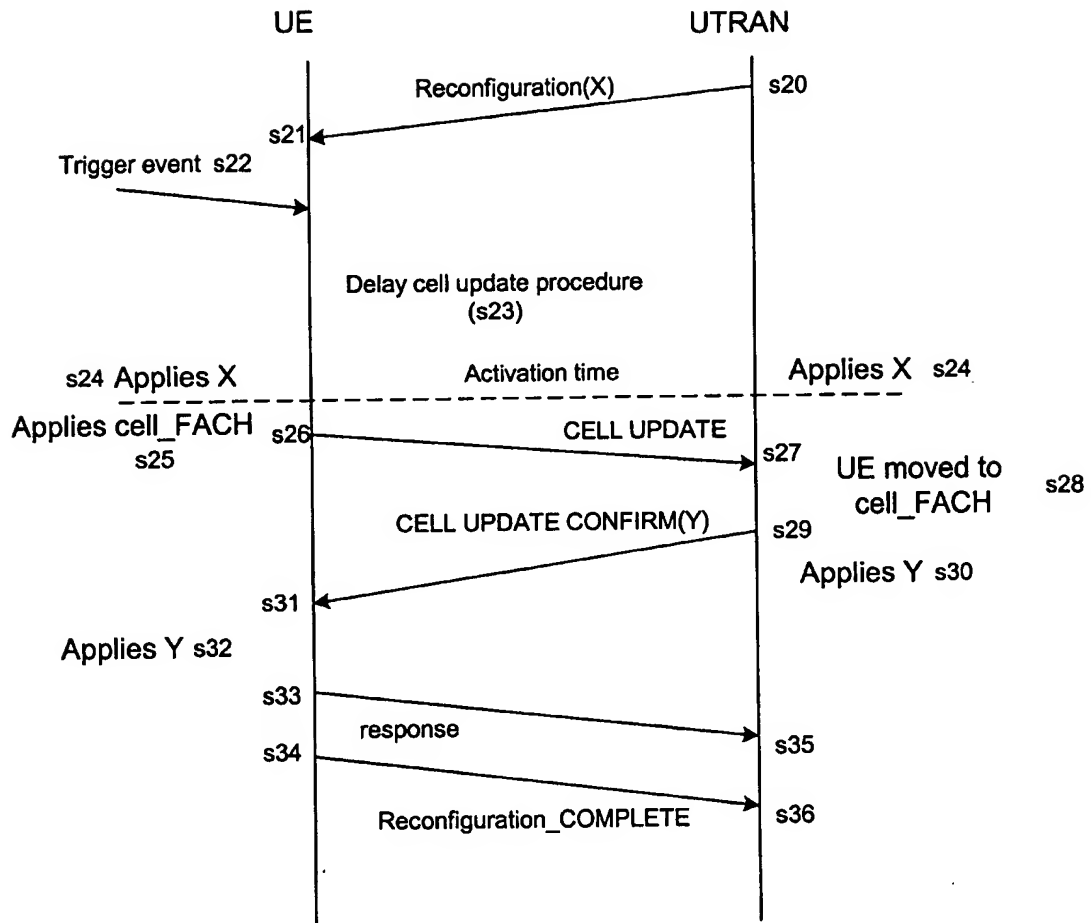 UE
UTRAN
Reconfiguration(X)
s20
s21
Trigger event s22
Delay cell update procedure
(s23)
s24 Applies X
Activation time
Applies X s24
Applies cell_FACH
s25
s26
CELL UPDATE
s27
UE moved to
cell_FACH
s28
CELL UPDATE CONFIRM(Y)
s29
Applies Y s30
s31
Applies Y s32
s33
response
s35
s34
Reconfiguration_COMPLETE
s36